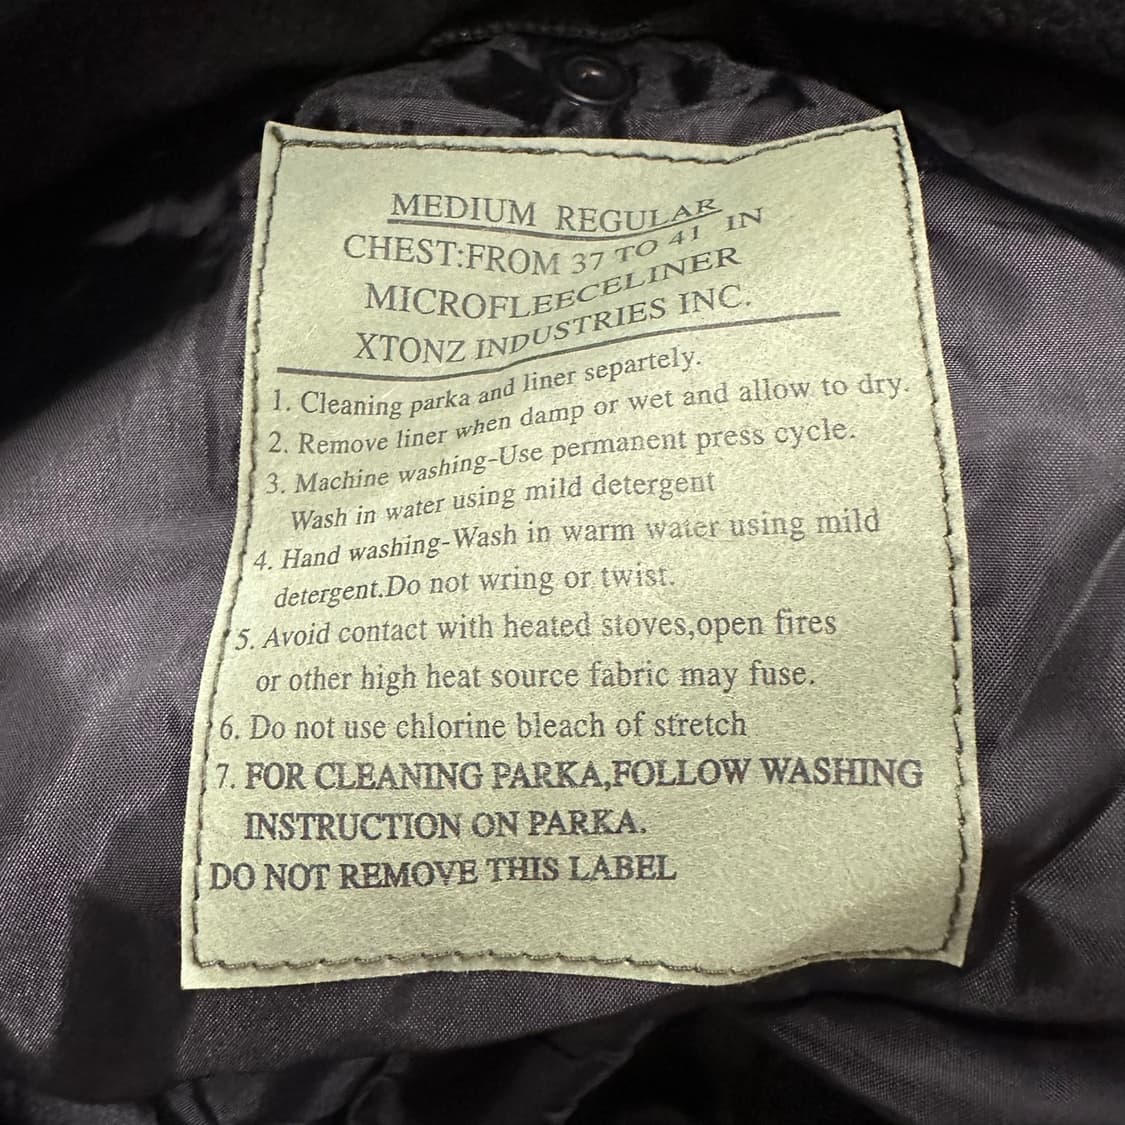 MEDIUM REGULAR
CHEST:FROM 37 TO 41 IN
MICROFLEECELINER
XTONZ INDUSTRIES INC.
1. Cleaning parka and liner separtely.
2. Remove liner when damp or wet and allow to dry.
3. Machine washing-Use permanent press cycle.
Wash in water using mild detergent
4. Hand washing-Wash in warm water using mild
detergent.Do not wring or twist.
5. Avoid contact with heated stoves,open fires
or other high heat source fabric may fuse.
6. Do not use chlorine bleach of stretch
7. FOR CLEANING PARKA,FOLLOW WASHING
INSTRUCTION ON PARKA.
DO NOT REMOVE THIS LABEL